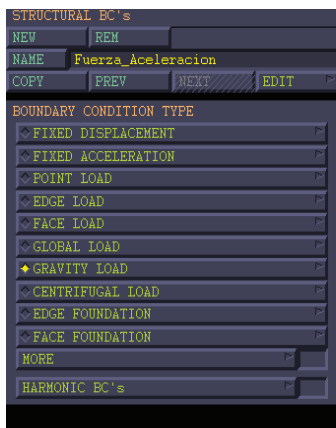 STRUCTURAL BC's
NEW REM
NAME Fuerza_Aceleracion
COPY PREV NEXT EDIT
BOUNDARY CONDITION TYPE
FIXED DISPLACEMENT
FIXED ACCELERATION
POINT LOAD
EDGE LOAD
FACE LOAD
GLOBAL LOAD
GRAVITY LOAD
CENTRIFUGAL LOAD
EDGE FOUNDATION
FACE FOUNDATION
MORE
HARMONIC BC's